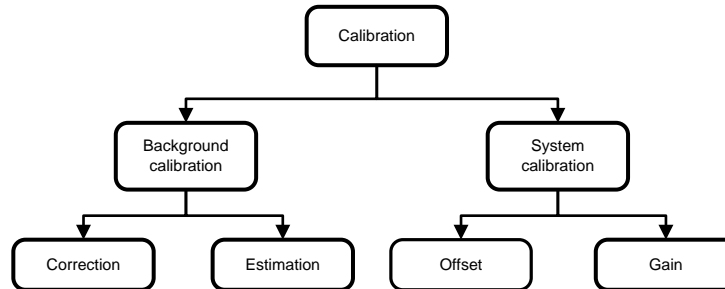 Calibration
Background
calibration
System
calibration
Correction
Estimation
Offset
Gain